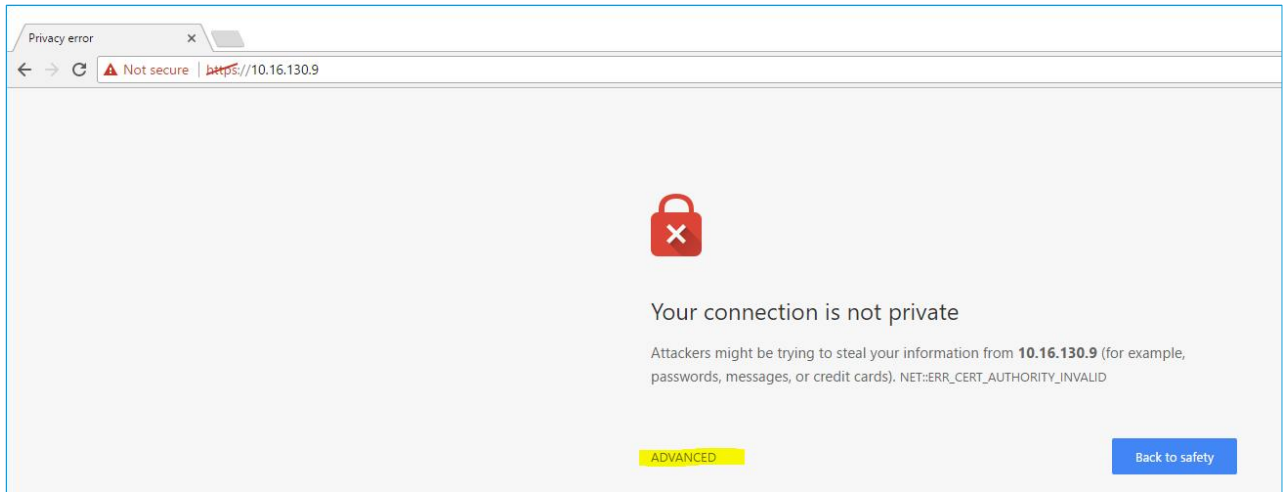 Privacy error
Not secure | https://10.16.130.9
Your connection is not private
Attackers might be trying to steal your information from 10.16.130.9 (for example,
passwords, messages, or credit cards). NET::ERR_CERT_AUTHORITY_INVALID
ADVANCED
Back to safety